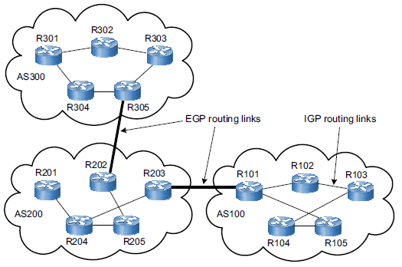 R302
R301
R303
AS300
R304
R305
EGP routing links
IGP routing links
R202
R201
R203
R101
R102
R103
AS200
AS100
R204
R205
R104
R105